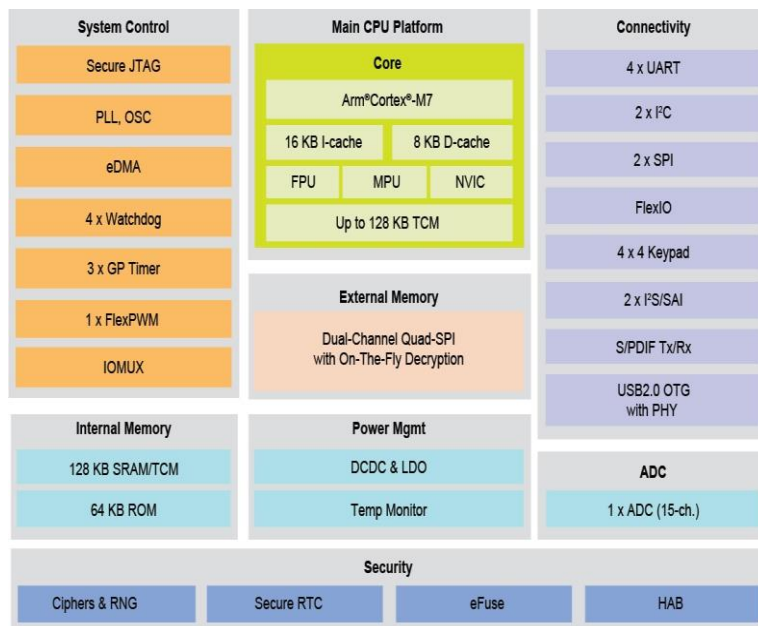 System Control
Secure JTAG
PLL, OSC
eDMA
4 x Watchdog
3 x GP Timer
1 x FlexPWM
IOMUX
Main CPU Platform
Core
Arm®Cortex®-M7
16 KB I-cache
8 KB D-cache
FPU
MPU
NVIC
Up to 128 KB TCM
External Memory
Dual-Channel Quad-SPI
with On-The-Fly Decryption
Connectivity
4 x UART
2 x I²C
2 x SPI
FlexIO
4 x 4 Keypad
2 x I²S/SAI
S/PDIF Tx/Rx
USB2.0 OTG
with PHY
Internal Memory
128 KB SRAM/TCM
64 KB ROM
Power Mgmt
DCDC & LDO
Temp Monitor
ADC
1 x ADC (15-ch.)
Security
Ciphers & RNG
Secure RTC
eFuse
HAB